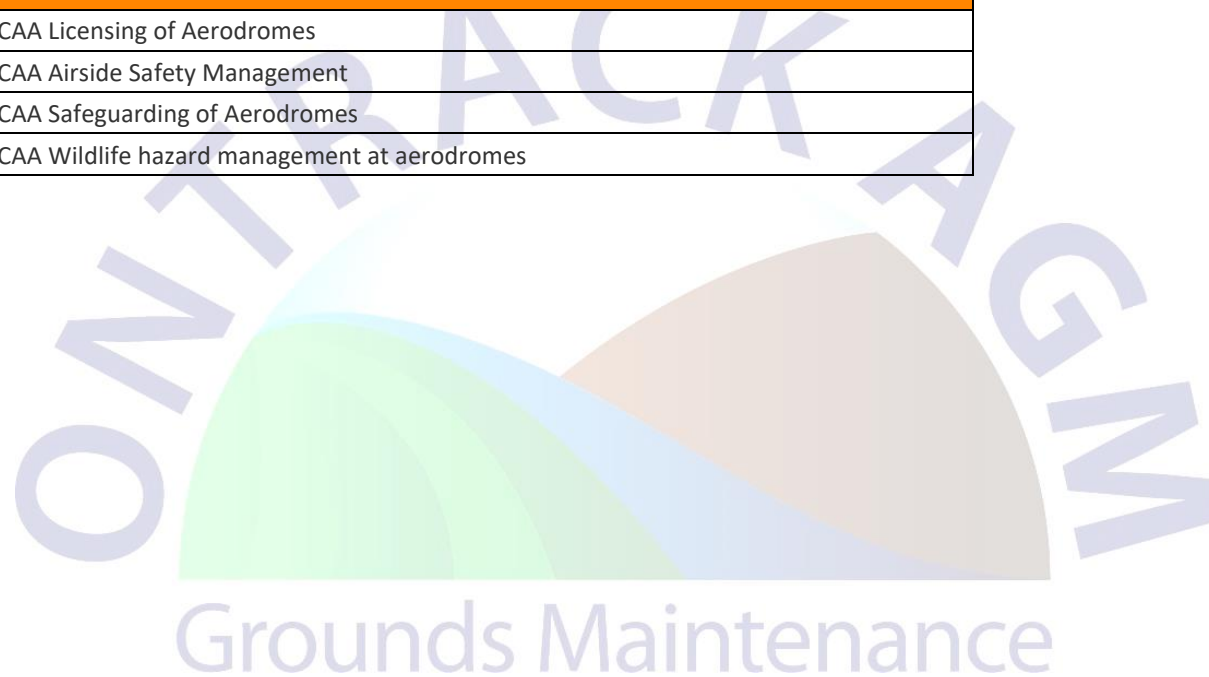 CAA Licensing of Aerodromes
CAA Airside Safety Management
CAA Safeguarding of Aerodromes
CAA Wildlife hazard management at aerodromes
ONTRACK AGM
Grounds Maintenance